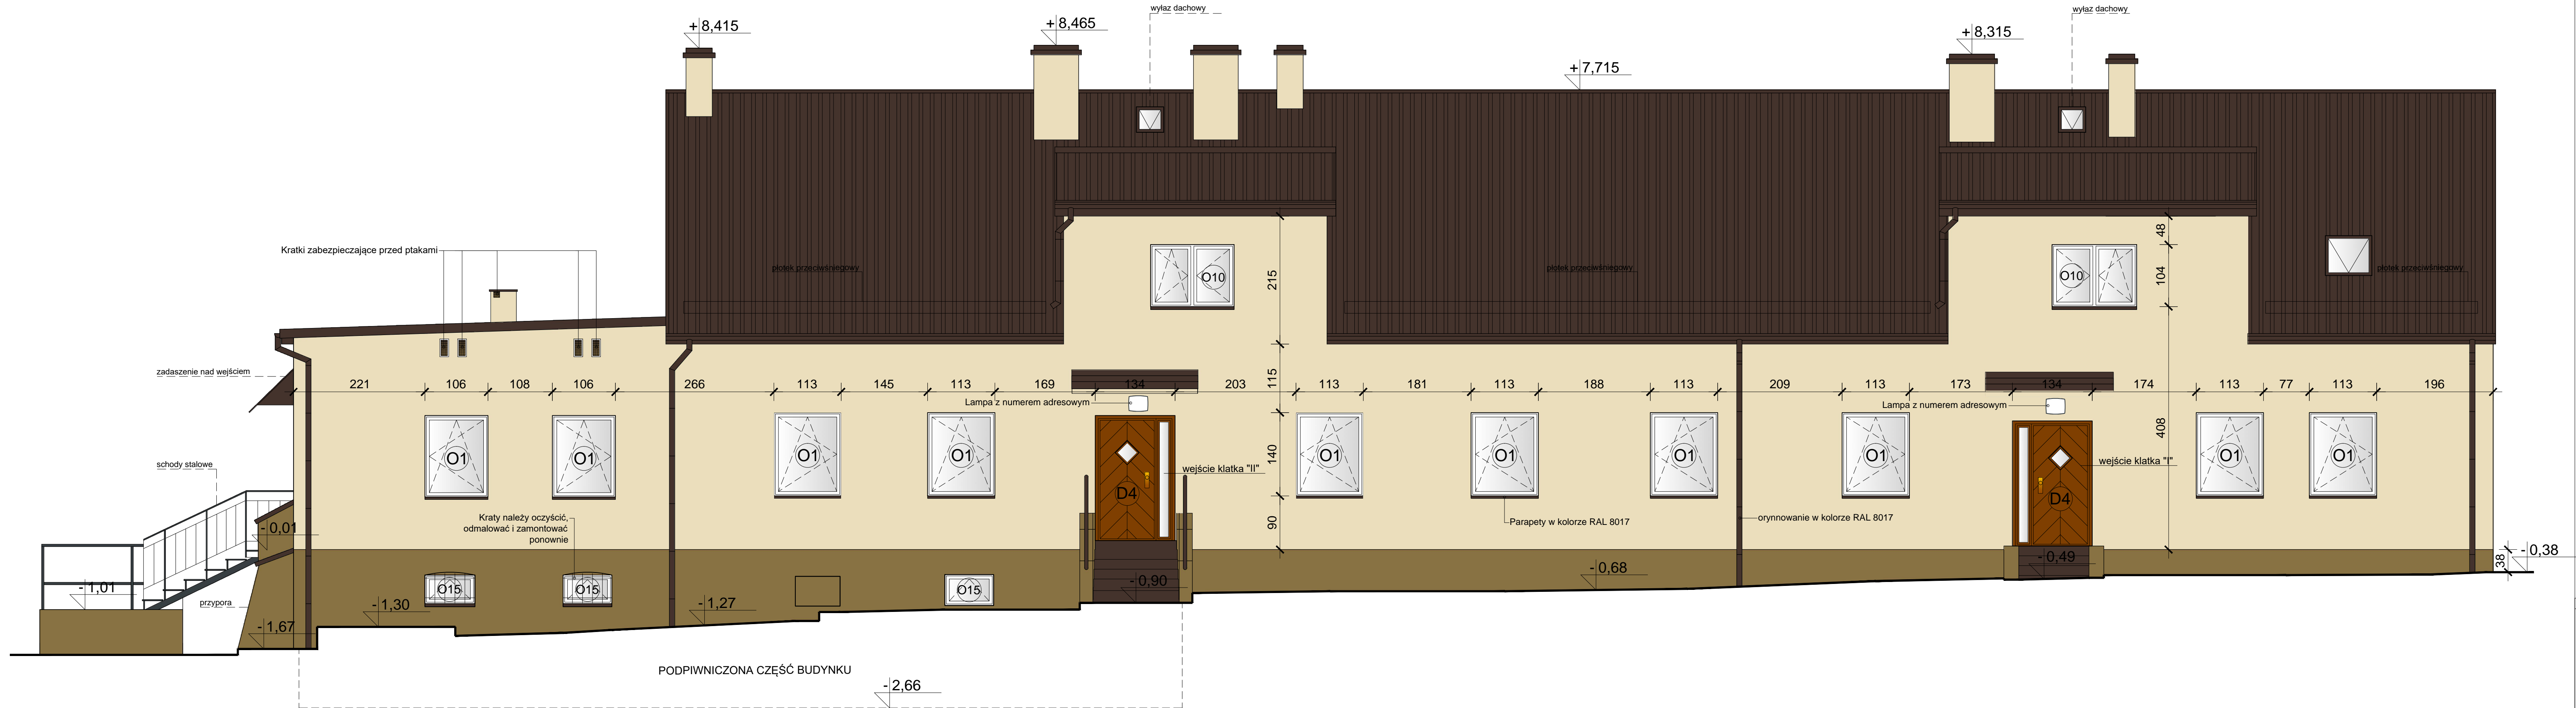 wyłaz dachowy
wyłaz dachowy
+ 8,415
+ 8,465
+ 8,315
+ 7,715
Kratki zabezpieczające przed ptakami
płotek przeciwśniegowy
płotek przeciwśniegowy
płotek przeciwśniegowy
O10
O10
215
48
104
zadaszenie nad wejściem
221
106
108
106
266
113
145
113
169
134
203
113
181
113
188
113
209
113
173
134
174
113
77
113
196
115
Lampa z numerem adresowym
Lampa z numerem adresowym
408
140
90
O1
O1
O1
O1
O1
O1
O1
O1
O1
O1
wejście klatka "II"
wejście klatka "I"
D4
D4
schody stalowe
Kraty należy oczyścić,
odmalować i zamontować
ponownie
Parapety w kolorze RAL 8017
orynnowanie w kolorze RAL 8017
- 0,01
- 1,01
przypora
- 1,67
- 1,30
- 1,27
O15
O15
O15
- 0,90
- 0,68
- 0,49
38
- 0,38
PODPIWNICZONA CZĘŚĆ BUDYNKU
- 2,66